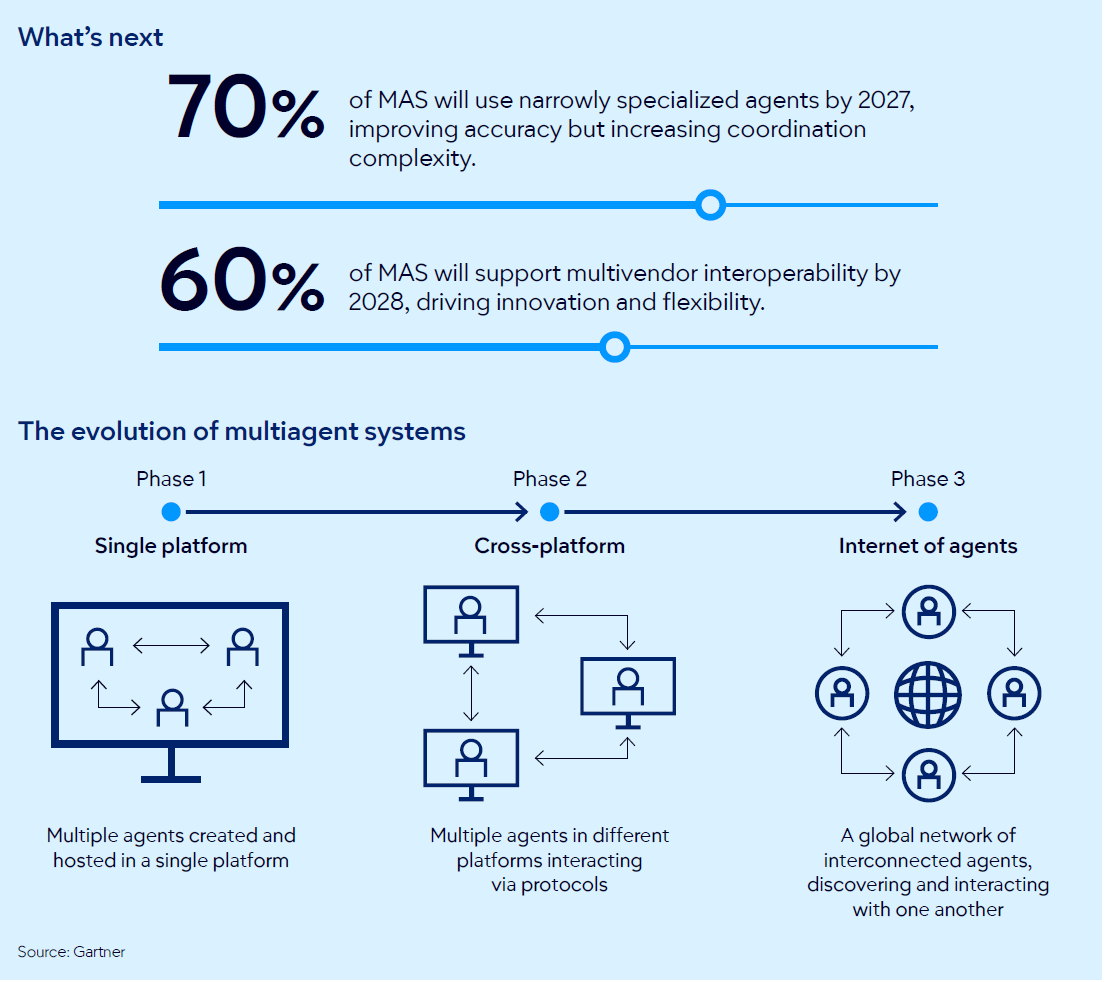 What’s next
70%
of MAS will use narrowly specialized agents by 2027,
improving accuracy but increasing coordination
complexity.
60%
of MAS will support multivendor interoperability by
2028, driving innovation and flexibility.
The evolution of multiagent systems
Phase 1
Phase 2
Phase 3
Single platform
Cross-platform
Internet of agents
Multiple agents created and
hosted in a single platform
Multiple agents in different
platforms interacting
via protocols
A global network of
interconnected agents,
discovering and interacting
with one another
Source: Gartner